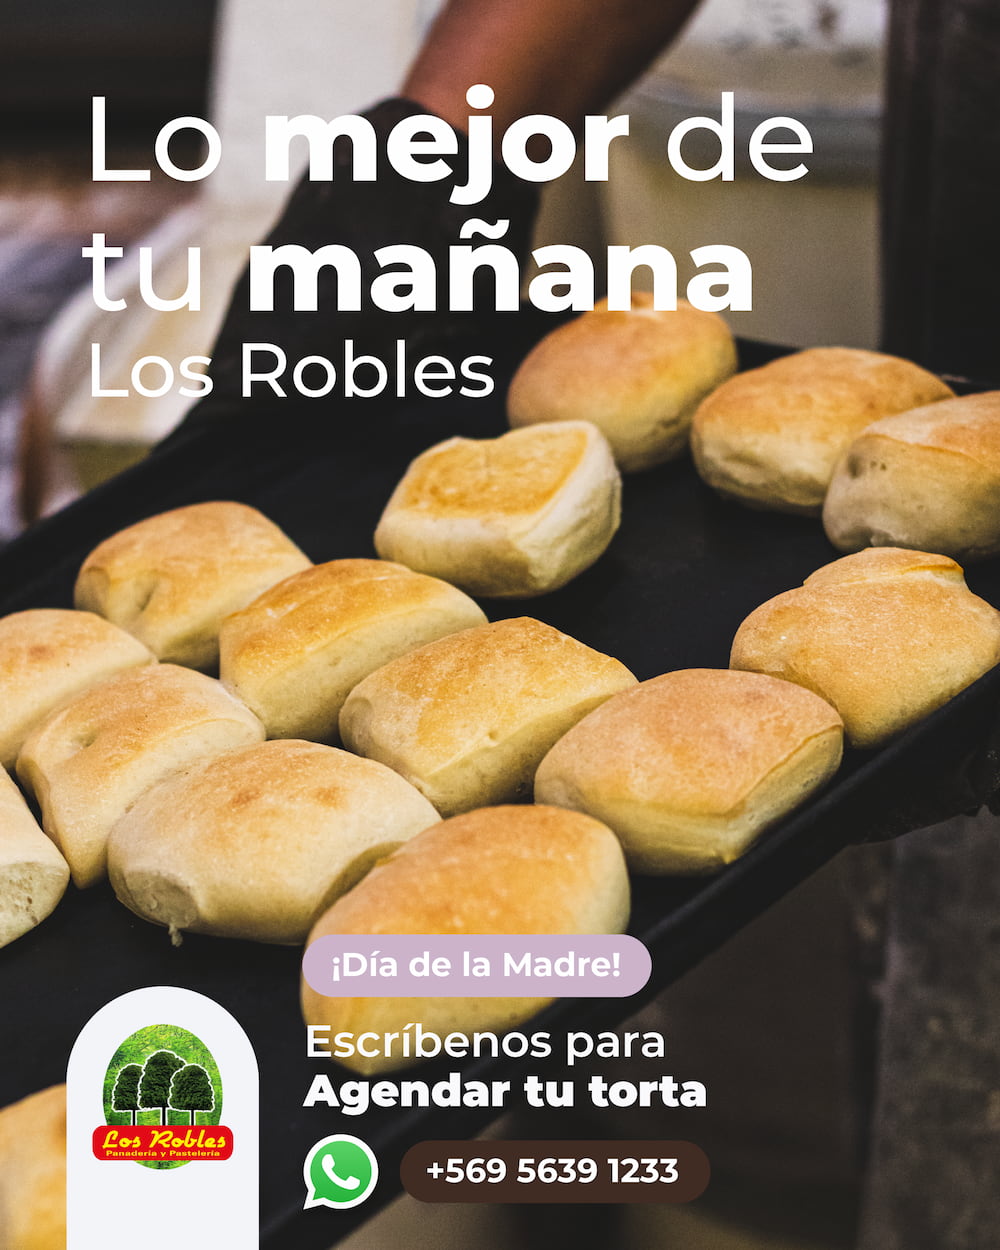 Lo mejor de
tu mañana
Los Robles
¡Día de la Madre!
Escríbenos para
Agendar tu torta
+569 5639 1233
Los Robles
Panadería y Pastelería